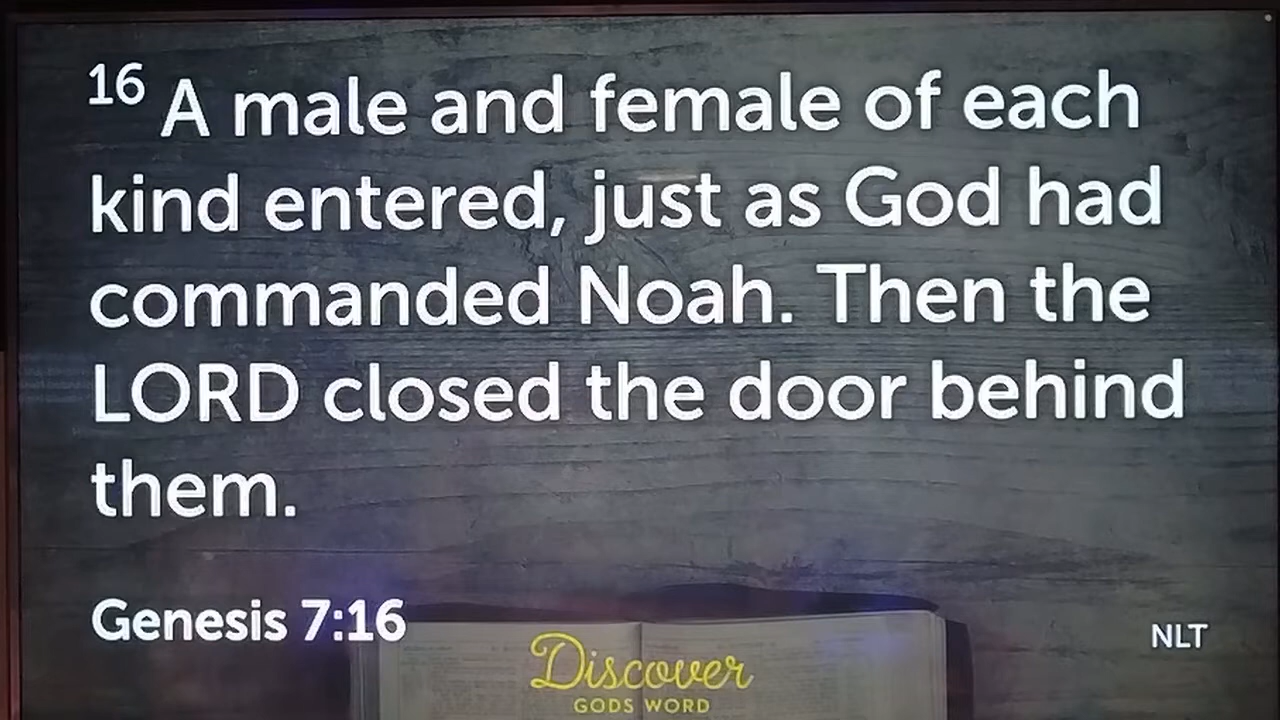 16 A male and female of each
kind entered, just as God had
commanded Noah. Then the
LORD closed the door behind
them.
Genesis 7:16
NLT
Discover
GODS WORD